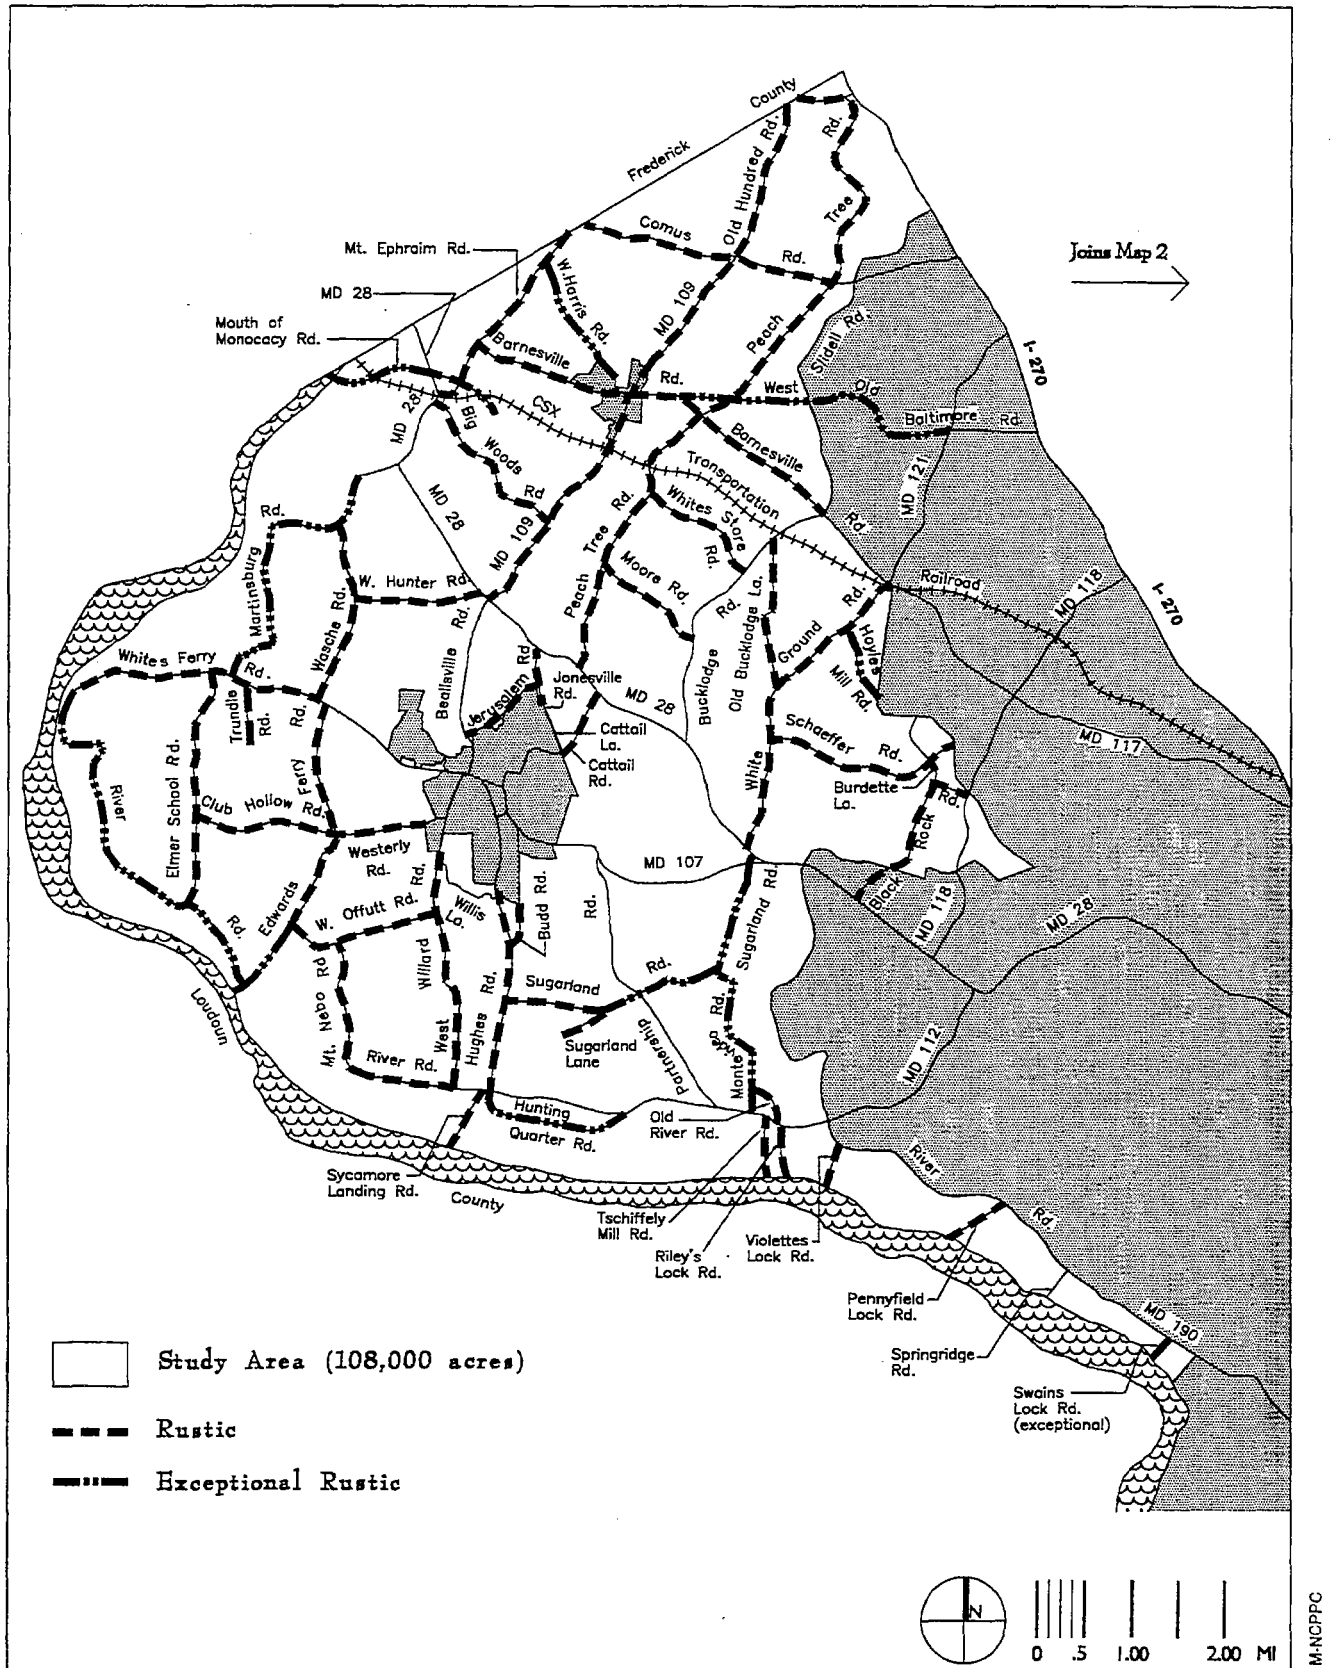 County
Frederick
Old Hundred Rd.
Rd.
Tree
Comus
Rd.
Joins Map 2
Mt. Ephraim Rd.
MD 28
W. Harris Rd.
MD 109
Peach
Slidell Rd.
I-270
Mouth of
Monocacy Rd.
Barnesville
Rd.
West
Old
Baltimore
Rd.
MD 28
Big
Woods
Rd
CSX
Transportation
Railroad
Barnesville
Rd.
MD 121
MD 28
MD 109
Tree
Rd.
Whites Store
Rd.
Moore Rd.
Peach
MD 118
I-270
Rd.
Martinsburg
W. Hunter Rd.
Wasche Rd.
Rd.
Beallsville
Rd.
Bucklodge
Old Bucklodge La.
Ground
Rd.
Hoyles
Mill Rd.
Whites Ferry
Rd.
Trundle
Rd.
Rd.
Jerusalem
Rd
Jonesville
Rd.
MD 28
Cattail
La.
Cattail
Rd.
Schaeffer
Rd.
MD 117
Burdette
La.
White
River
Elmer School Rd.
Club Hollow Rd.
Ferry
Westerly
Rd.
MD 107
Rock
Rd.
Black
MD 118
MD 28
Rd.
Edwards
W. Offutt Rd.
Rd.
Willis
La.
Budd Rd.
Rd.
Sugarland Rd.
Loudoun
Mt. Nebo Rd
Willard
West
Hughes
Rd.
Sugarland
Rd.
Sugarland
Lane
Partnership
Montevideo
Rd.
MD 112
River Rd.
Hunting
Quarter Rd.
Old
River Rd.
Sycamore
Landing Rd.
County
Tschiffely
Mill Rd.
Riley's
Lock Rd.
Violettes
Lock Rd.
River
Rd.
Pennyfield
Lock Rd.
MD 190
Springridge
Rd.
Swains
Lock Rd.
(exceptional)
Study Area (108,000 acres)
Rustic
Exceptional Rustic
N
0 .5 1.00 2.00 MI
M-NCPPC